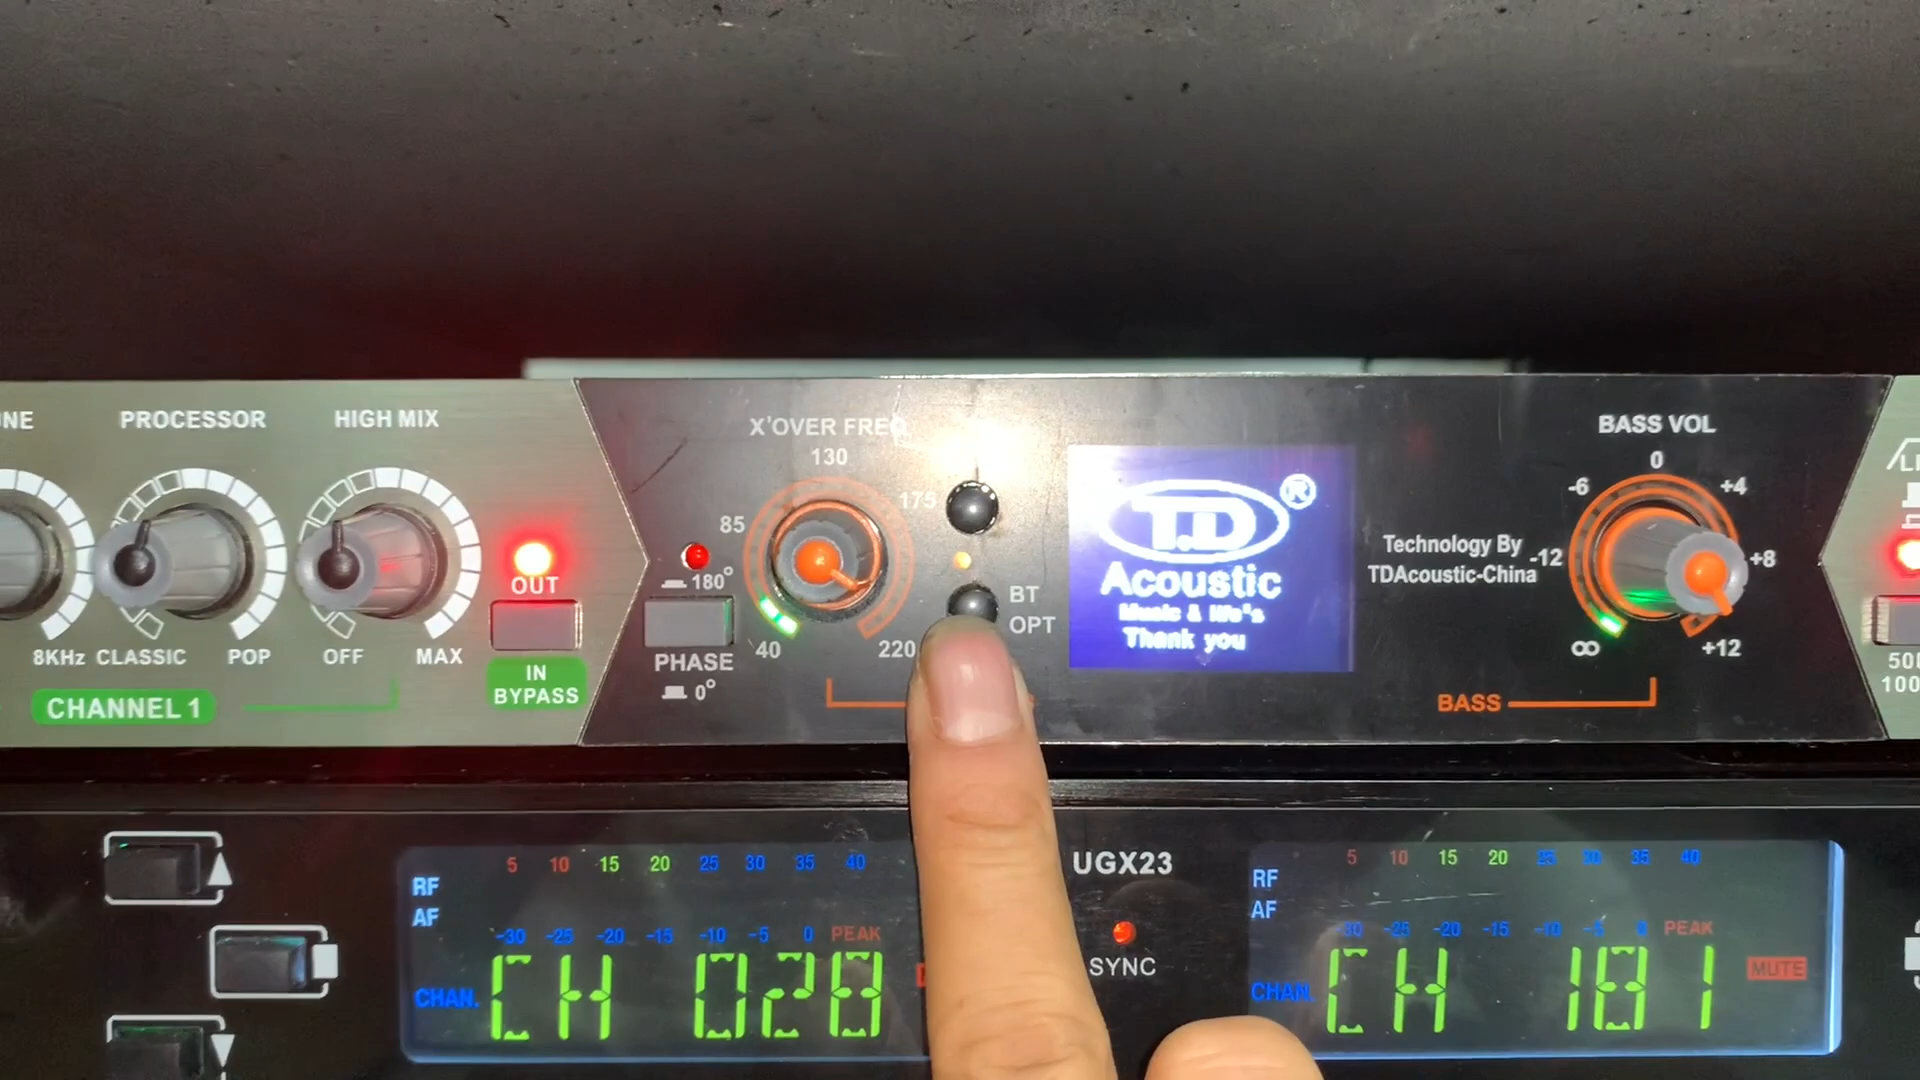 PROCESSOR
HIGH MIX
8KHz
CLASSIC
POP
OFF
MAX
OUT
IN
BYPASS
CHANNEL 1
180°
PHASE
0°
X'OVER FREQ
130
85
175
40
220
BT
OPT
T.D
®
Acoustic
Music & life's
Thank you
Technology By
TDAcoustic-China
BASS VOL
0
-6
+4
-12
+8
∞
+12
BASS
5 10 15 20 25 30 35 40
RF
AF
-30 -25 -20 -15 -10 -5 0 PEAK
CHAN. CH 028
UGX23
SYNC
5 10 15 20 25 30 35 40
RF
AF
-30 -25 -20 -15 -10 -5 0 PEAK
CHAN. CH 181
MUTE